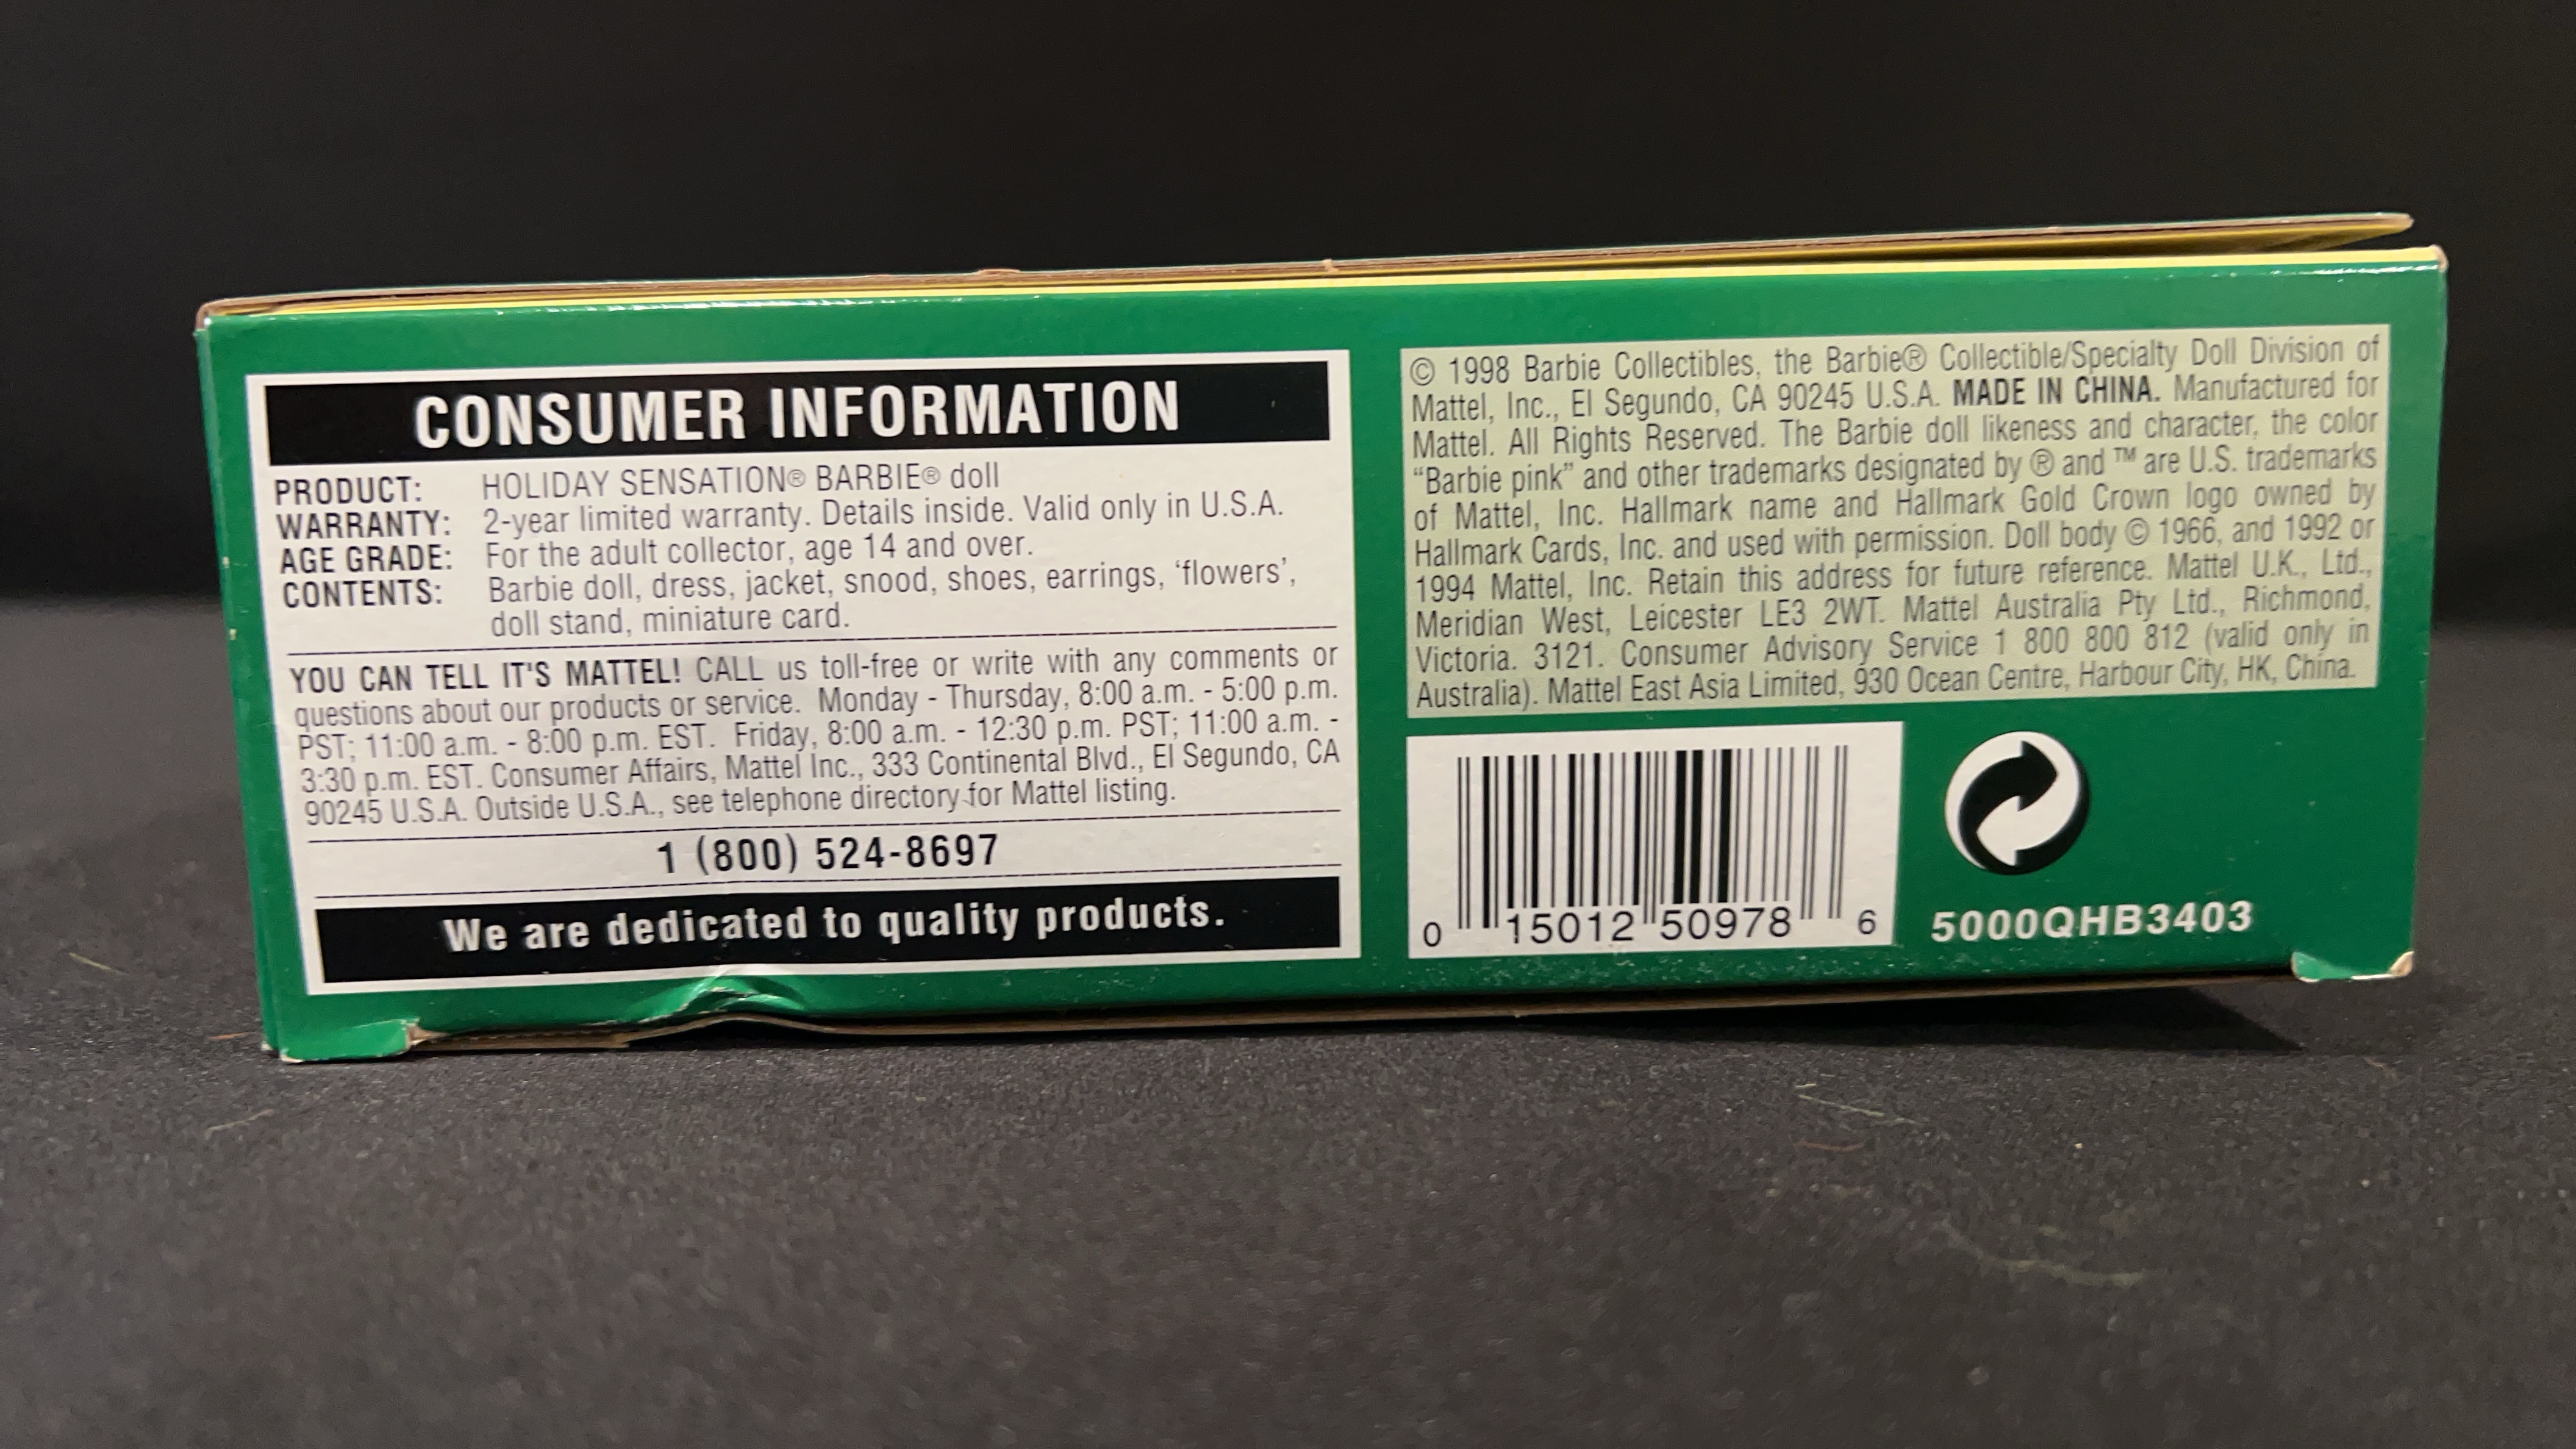 CONSUMER INFORMATION
PRODUCT: HOLIDAY SENSATION® BARBIE® doll
WARRANTY: 2-year limited warranty. Details inside. Valid only in U.S.A.
AGE GRADE: For the adult collector, age 14 and over.
CONTENTS: Barbie doll, dress, jacket, snood, shoes, earrings, ‘flowers’,
doll stand, miniature card.
YOU CAN TELL IT'S MATTEL! CALL us toll-free or write with any comments or
questions about our products or service. Monday - Thursday, 8:00 a.m. - 5:00 p.m.
PST; 11:00 a.m. - 8:00 p.m. EST. Friday, 8:00 a.m. - 12:30 p.m. PST; 11:00 a.m. -
3:30 p.m. EST. Consumer Affairs, Mattel Inc., 333 Continental Blvd., El Segundo, CA
90245 U.S.A. Outside U.S.A., see telephone directory for Mattel listing.
1 (800) 524-8697
We are dedicated to quality products.
© 1998 Barbie Collectibles, the Barbie® Collectible/Specialty Doll Division of
Mattel, Inc., El Segundo, CA 90245 U.S.A. MADE IN CHINA. Manufactured for
Mattel. All Rights Reserved. The Barbie doll likeness and character, the color
“Barbie pink” and other trademarks designated by ® and ™ are U.S. trademarks
of Mattel, Inc. Hallmark name and Hallmark Gold Crown logo owned by
Hallmark Cards, Inc. and used with permission. Doll body © 1966, and 1992 or
1994 Mattel, Inc. Retain this address for future reference. Mattel U.K., Ltd.,
Meridian West, Leicester LE3 2WT. Mattel Australia Pty Ltd., Richmond,
Victoria. 3121. Consumer Advisory Service 1 800 800 812 (valid only in
Australia). Mattel East Asia Limited, 930 Ocean Centre, Harbour City, HK, China.
0 15012 50978 6
5000QHB3403